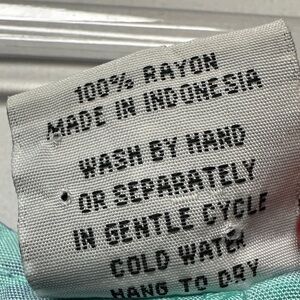 100% RAYON
MADE IN INDONESIA
WASH BY HAND
OR SEPARATELY
IN GENTLE CYCLE
COLD WATER
HANG TO DRY